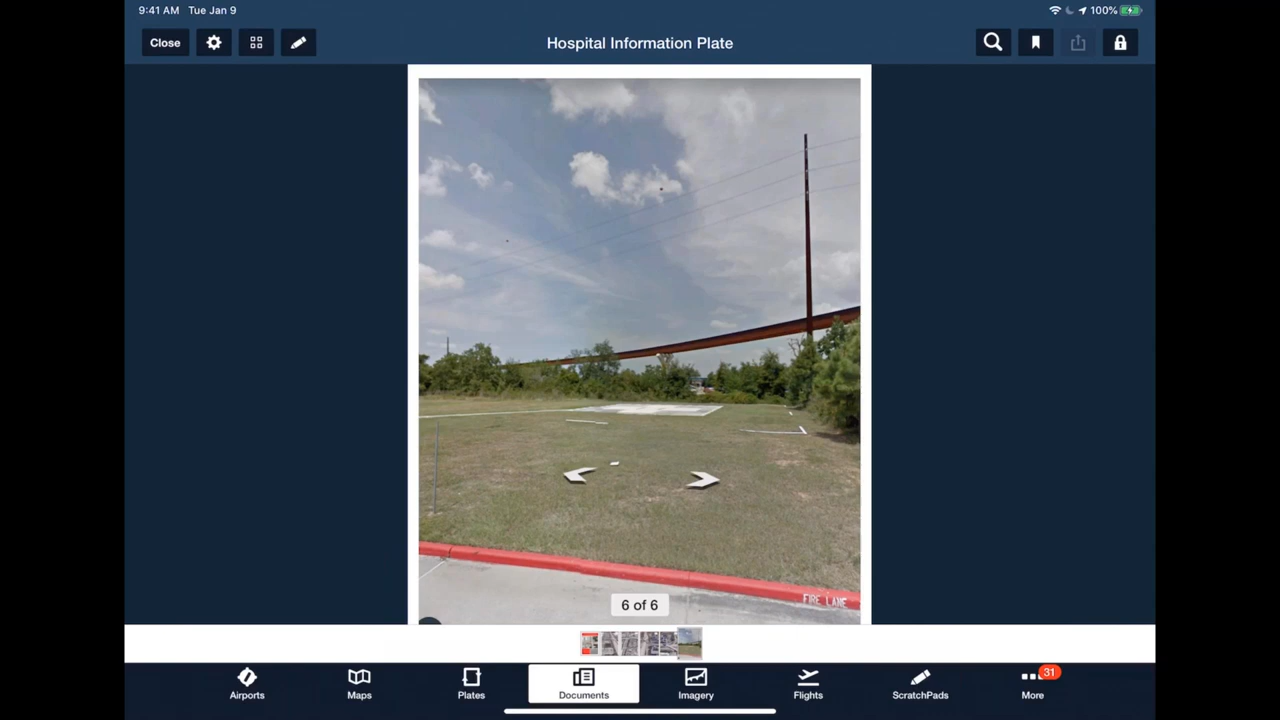 9:41 AM Tue Jan 9
100%
Close
Hospital Information Plate
FIRE LANE
6 of 6
Airports
Maps
Plates
Documents
Imagery
Flights
ScratchPads
31
More